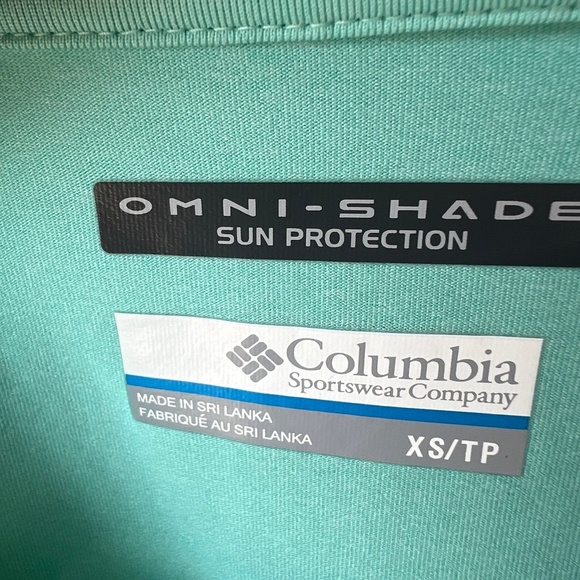 OMNI-SHADE
SUN PROTECTION
Columbia
Sportswear Company
MADE IN SRI LANKA
FABRIQUÉ AU SRI LANKA
XS/TP